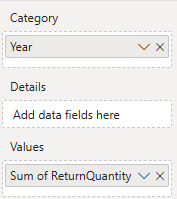 Category
Year
Details
Add data fields here
Values
Sum of ReturnQuantity